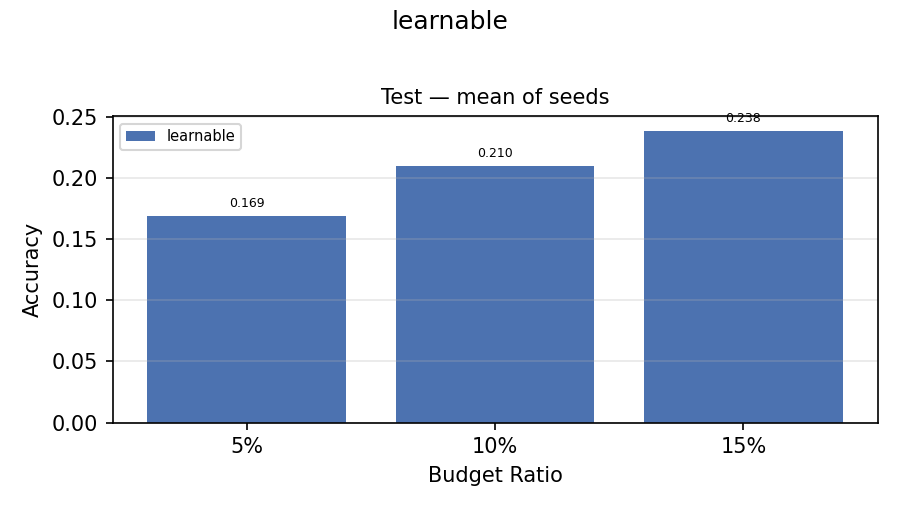 learnable
Test — mean of seeds
0.25
0.20
0.15
0.10
0.05
0.00
Accuracy
learnable
0.169
0.210
0.238
5%
10%
15%
Budget Ratio